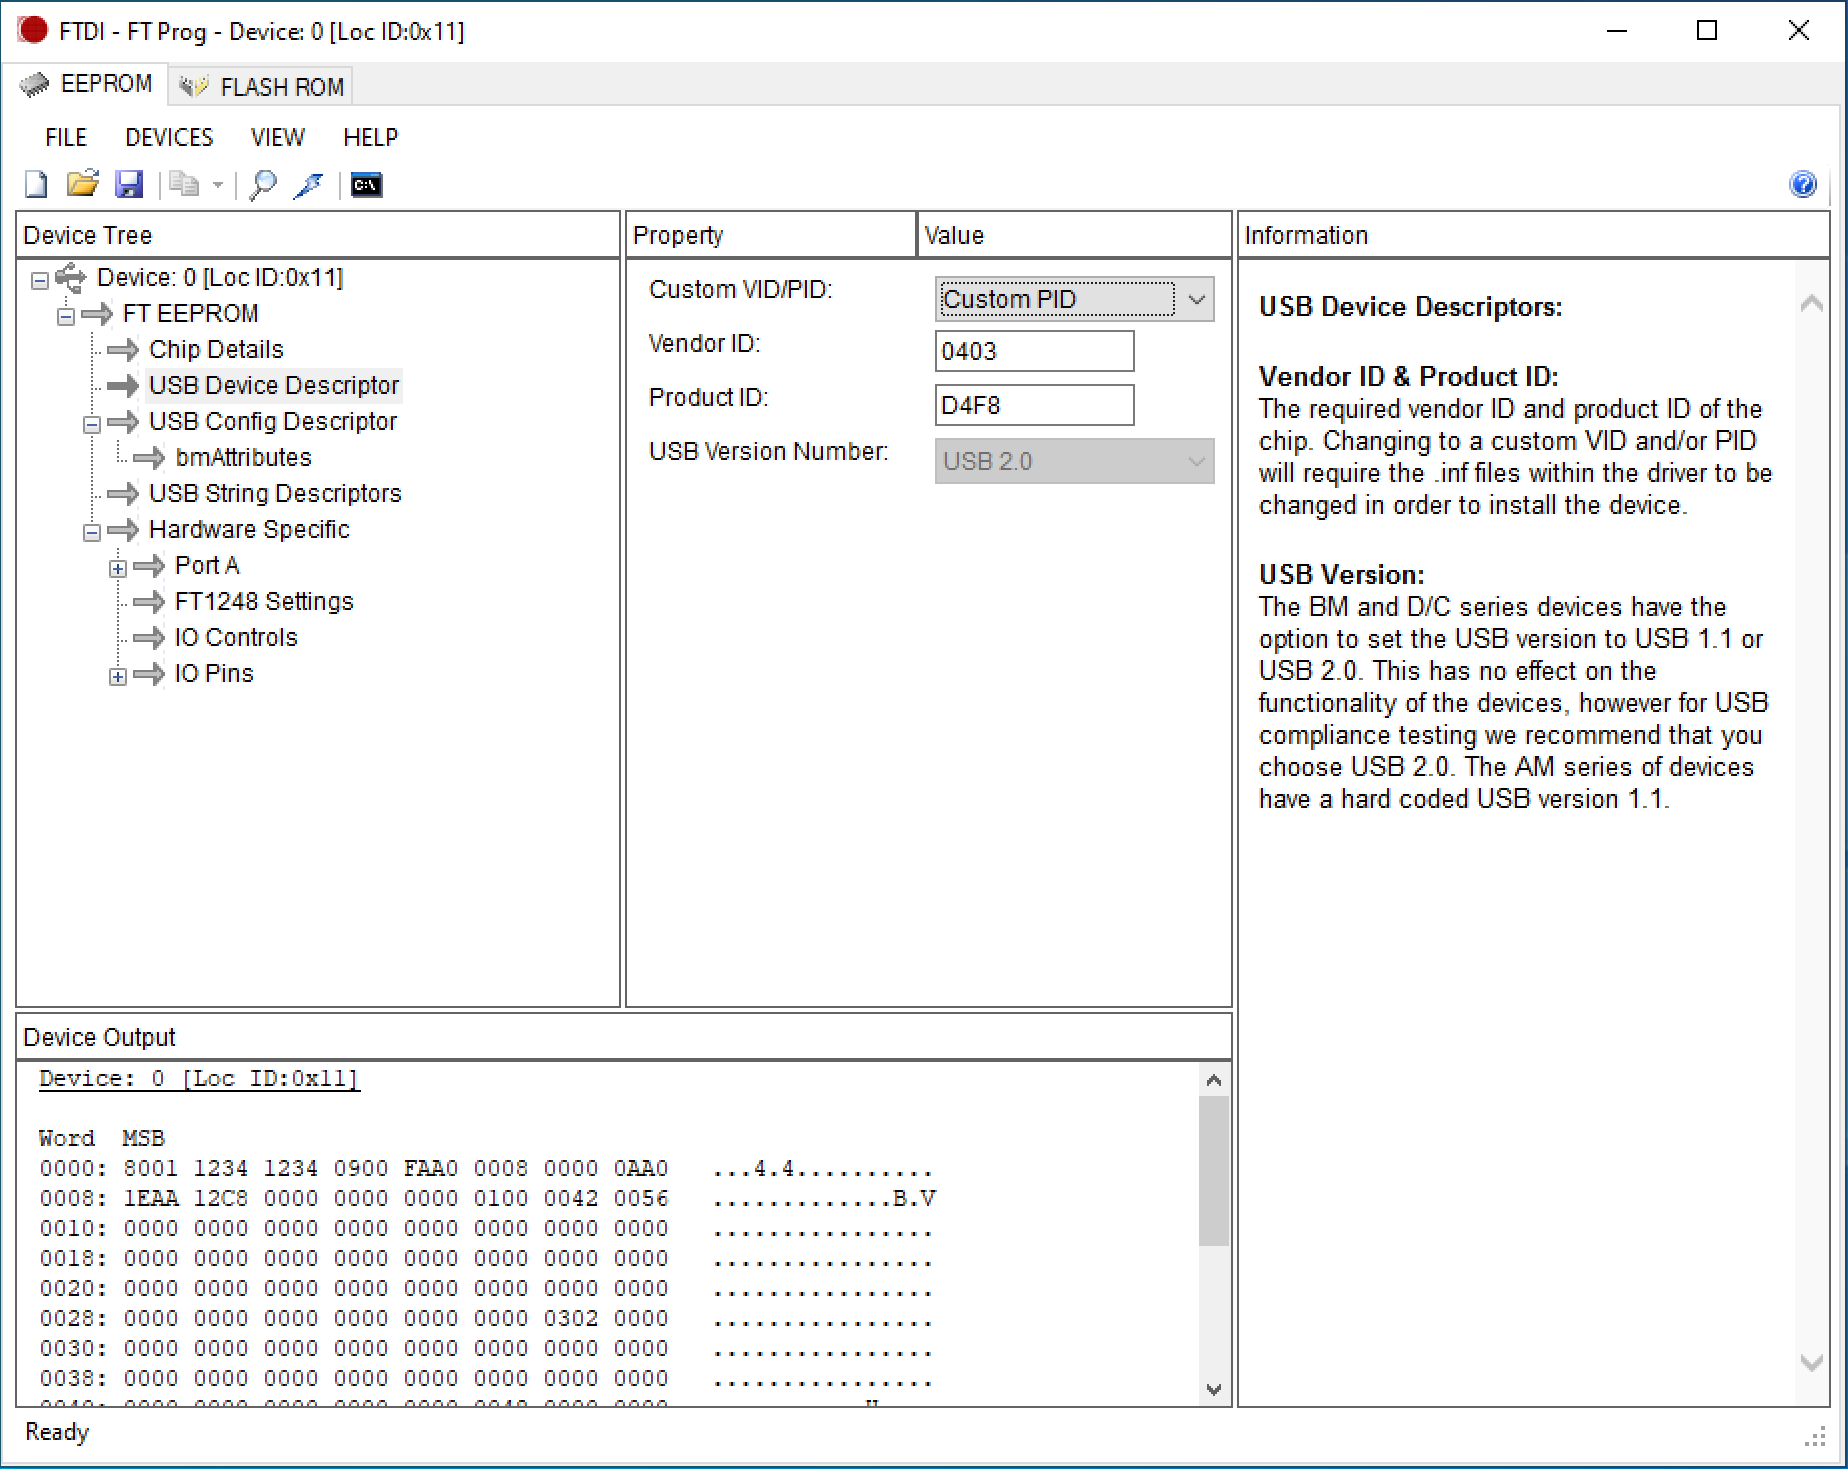 FTDI - FT Prog - Device: 0 [Loc ID:0x11]
EEPROM
FLASH ROM
FILE DEVICES VIEW HELP
C:\
Device Tree
Device: 0 [Loc ID:0x11]
FT EEPROM
Chip Details
USB Device Descriptor
USB Config Descriptor
bmAttributes
USB String Descriptors
Hardware Specific
Port A
FT1248 Settings
IO Controls
IO Pins
Property Value
Custom VID/PID: Custom PID
Vendor ID: 0403
Product ID: D4F8
USB Version Number: USB 2.0
Information
USB Device Descriptors:
Vendor ID & Product ID:
The required vendor ID and product ID of the
chip. Changing to a custom VID and/or PID
will require the .inf files within the driver to be
changed in order to install the device.
USB Version:
The BM and D/C series devices have the
option to set the USB version to USB 1.1 or
USB 2.0. This has no effect on the
functionality of the devices, however for USB
compliance testing we recommend that you
choose USB 2.0. The AM series of devices
have a hard coded USB version 1.1.
Device Output
Device: 0 [Loc ID:0x11]
Word MSB
0000: 8001 1234 1234 0900 FAA0 0008 0000 0AA0 ...4.4..........
0008: 1EAA 12C8 0000 0000 0000 0100 0042 0056 .............B.V
0010: 0000 0000 0000 0000 0000 0000 0000 0000 ................
0018: 0000 0000 0000 0000 0000 0000 0000 0000 ................
0020: 0000 0000 0000 0000 0000 0000 0000 0000 ................
0028: 0000 0000 0000 0000 0000 0000 0302 0000 ................
0030: 0000 0000 0000 0000 0000 0000 0000 0000 ................
0038: 0000 0000 0000 0000 0000 0000 0000 0000 ................
Ready